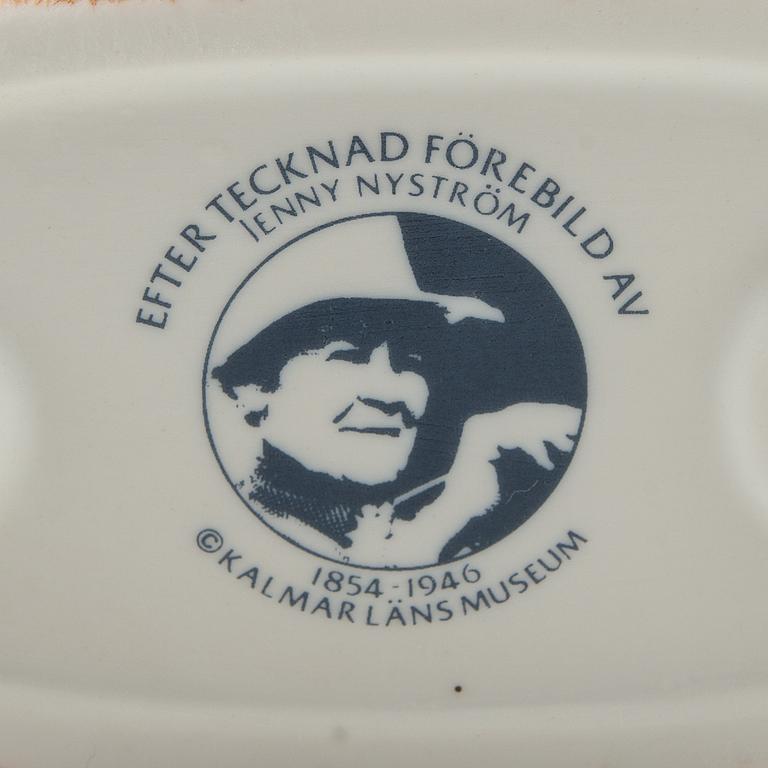 EFTER TECKNAD FÖREBILD AV
JENNY NYSTRÖM
1854-1946
©KALMAR LÄNS MUSEUM